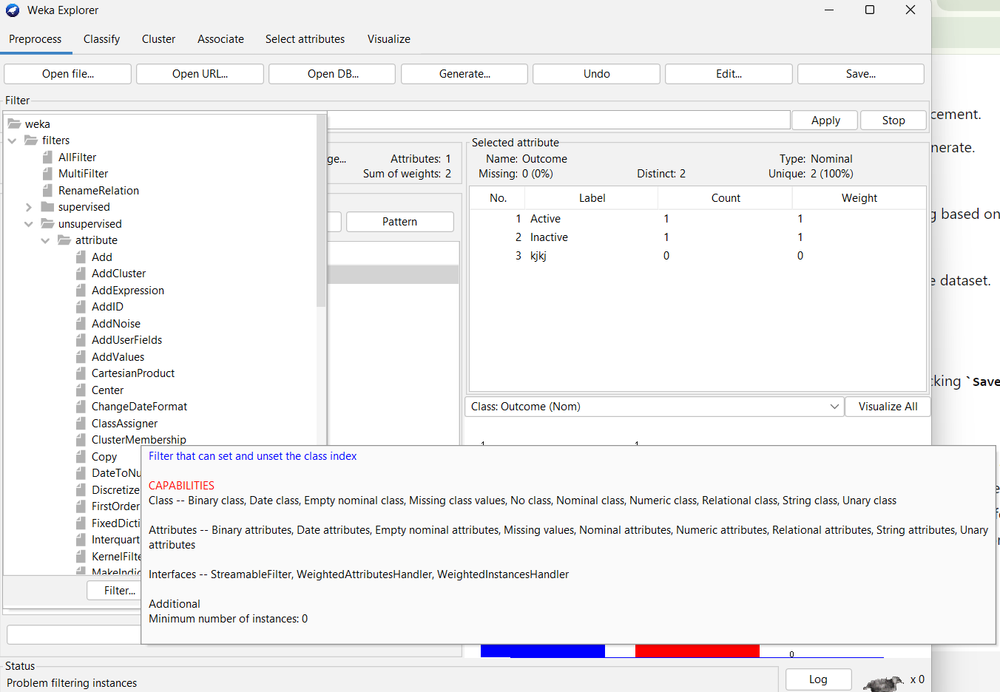 Weka Explorer
Preprocess Classify Cluster Associate Select attributes Visualize
Open file... Open URL... Open DB... Generate... Undo Edit... Save...
Filter
Apply Stop
weka
filters
AllFilter
MultiFilter
RenameRelation
supervised
unsupervised
attribute
Add
AddCluster
AddExpression
AddID
AddNoise
AddUserFields
AddValues
CartesianProduct
Center
ChangeDateFormat
ClassAssigner
ClusterMembership
Copy
DateToNu
Discretize
FirstOrder
FixedDicti
Interquart
KernelFilte
MakeIndic
Filter...
ge... Attributes: 1
Sum of weights: 2
Pattern
Selected attribute
Name: Outcome Type: Nominal
Missing: 0 (0%) Distinct: 2 Unique: 2 (100%)
No. Label Count Weight
1 Active 1 1
2 Inactive 1 1
3 kjkj 0 0
Class: Outcome (Nom) Visualize All
1 1
Filter that can set and unset the class index
CAPABILITIES
Class -- Binary class, Date class, Empty nominal class, Missing class values, No class, Nominal class, Numeric class, Relational class, String class, Unary class
Attributes -- Binary attributes, Date attributes, Empty nominal attributes, Missing values, Nominal attributes, Numeric attributes, Relational attributes, String attributes, Unary
attributes
Interfaces -- StreamableFilter, WeightedAttributesHandler, WeightedInstancesHandler
Additional
Minimum number of instances: 0
0
Status
Problem filtering instances
Log x 0
cement.
nerate.
g based on
e dataset.
king `Save